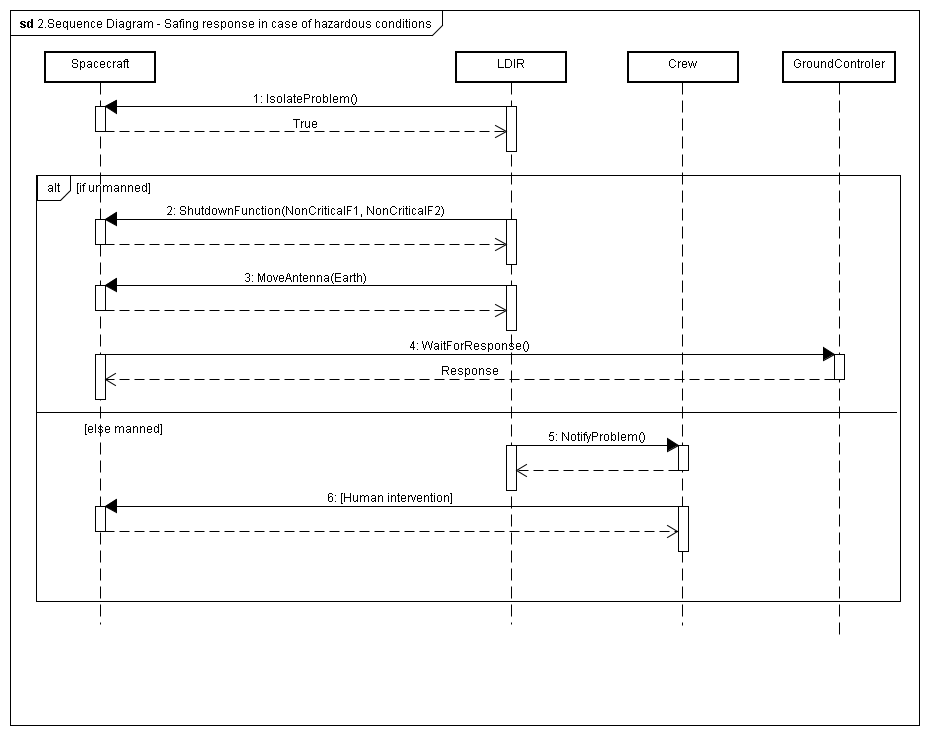 sd 2.Sequence Diagram - Safing response in case of hazardous conditions
Spacecraft
LDIR
Crew
GroundControler
1: IsolateProblem()
True
alt
[if unmanned]
2: ShutdownFunction(NonCriticalF1, NonCriticalF2)
3: MoveAntenna(Earth)
4: WaitForResponse()
Response
[else manned]
5: NotifyProblem()
6: [Human intervention]